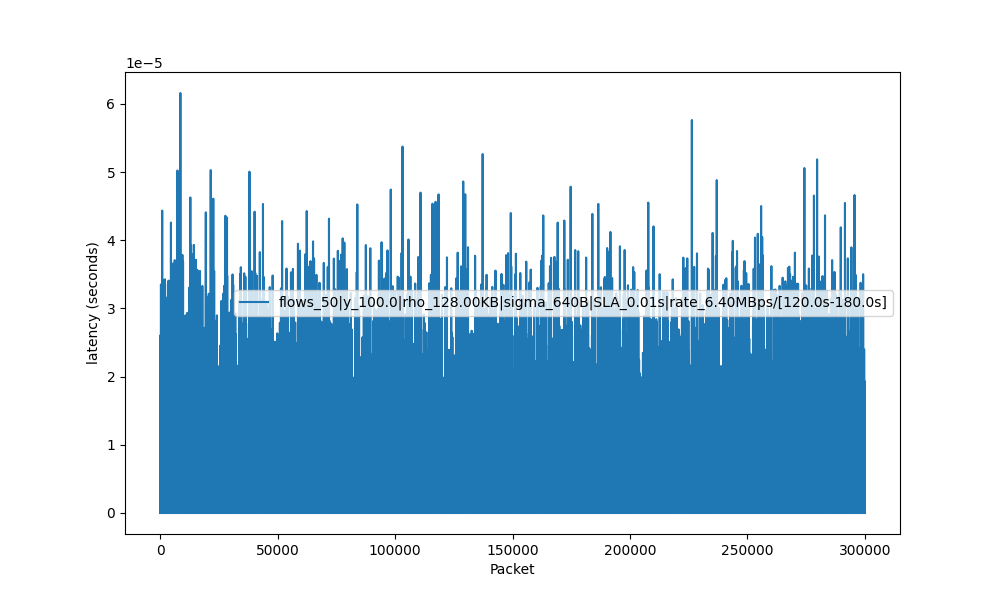 1e−5
6
5
4
3
2
1
0
latency (seconds)
flows_50|y_100.0|rho_128.00KB|sigma_640B|SLA_0.01s|rate_6.40MBps/[120.0s-180.0s]
0 50000 100000 150000 200000 250000 300000
Packet